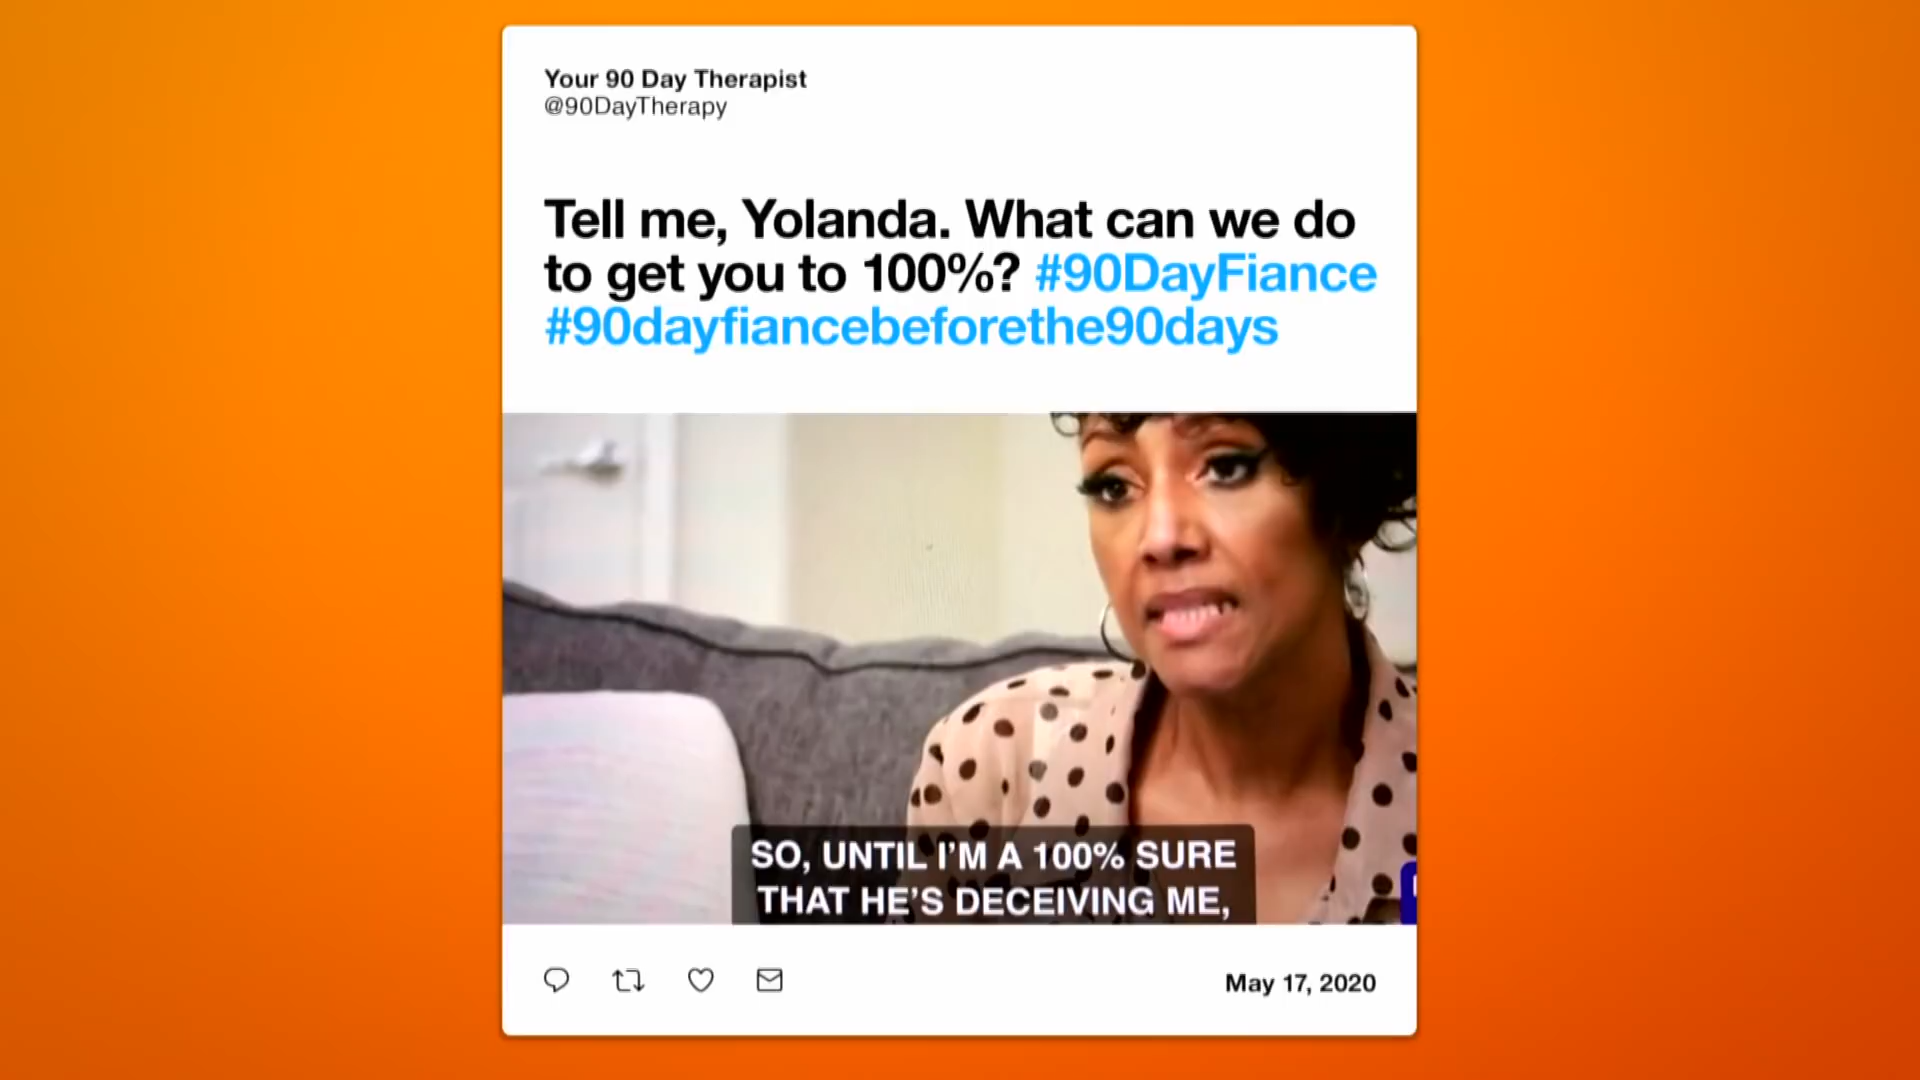 Your 90 Day Therapist
@90DayTherapy
Tell me, Yolanda. What can we do
to get you to 100%? #90DayFiance
#90dayfiancebeforethe90days
SO, UNTIL I'M A 100% SURE
THAT HE'S DECEIVING ME,
May 17, 2020